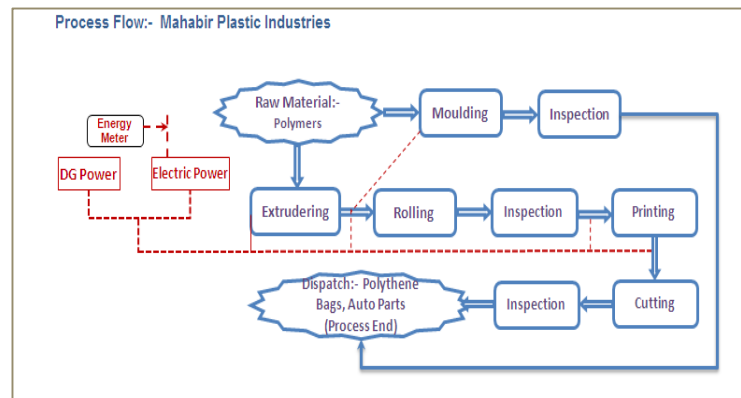 Process Flow:- Mahabir Plastic Industries
Raw Material:-
Polymers
Moulding
Inspection
Energy
Meter
DG Power
Electric Power
Extrudering
Rolling
Inspection
Printing
Dispatch:- Polythene
Bags, Auto Parts
(Process End)
Inspection
Cutting